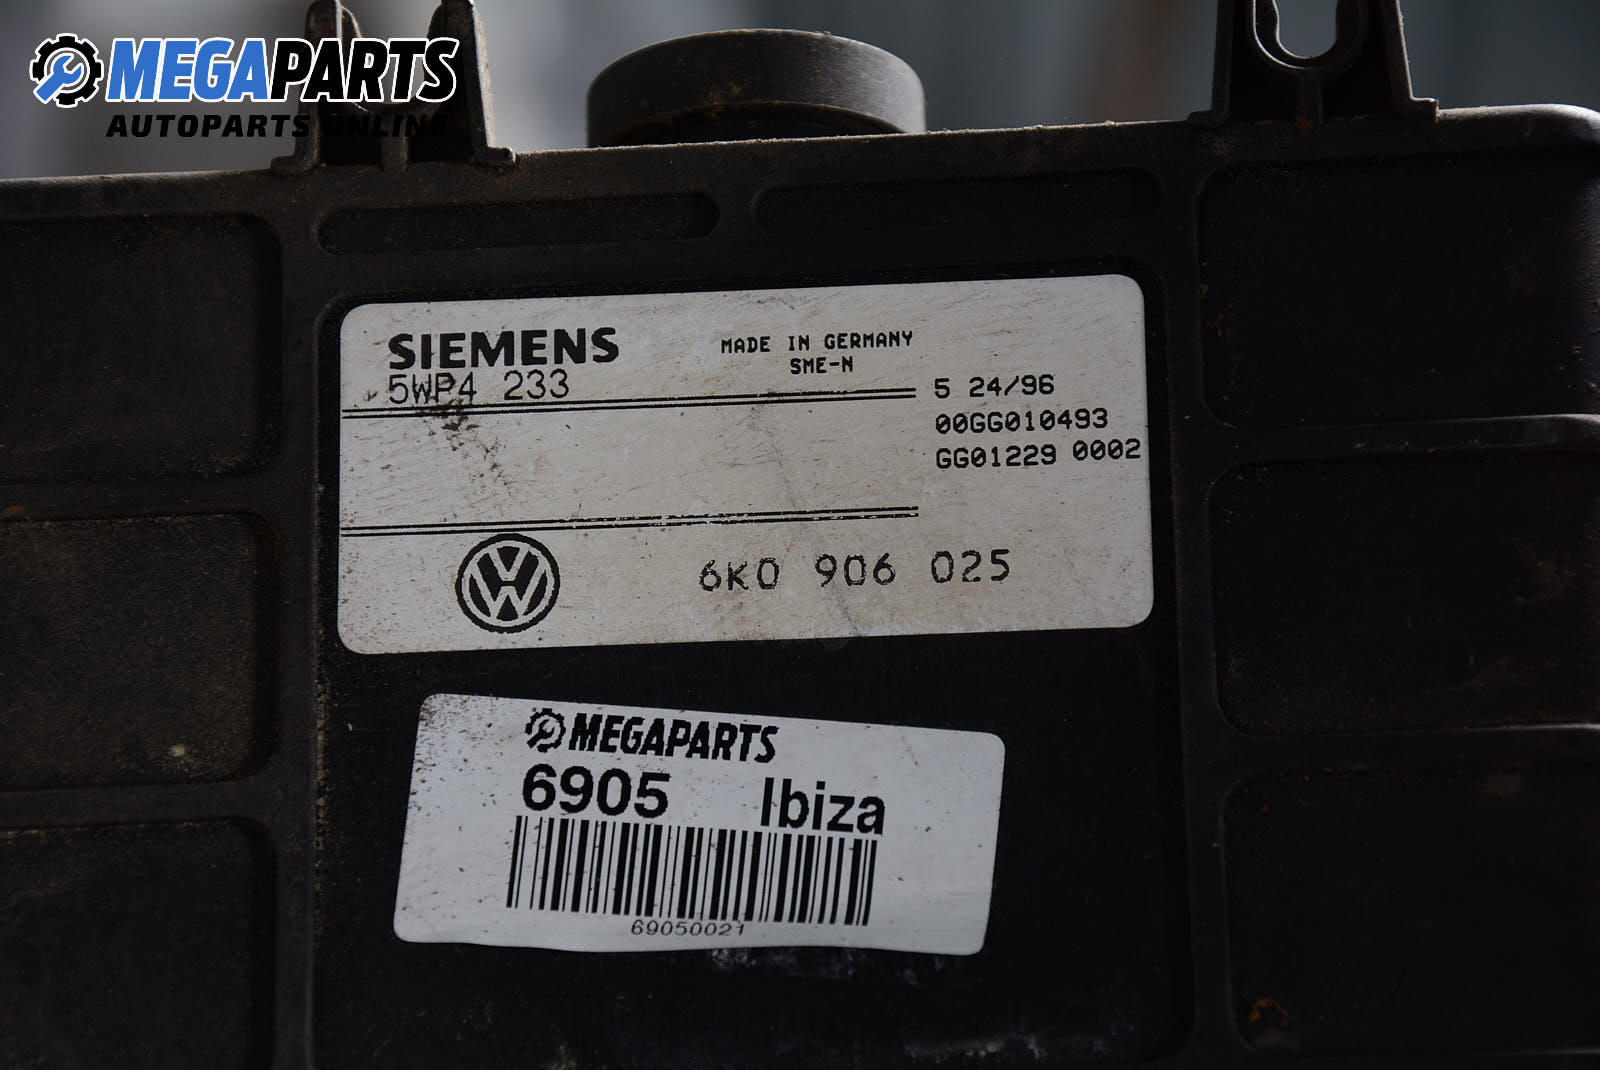 MEGAPARTS
AUTOPARTS ONLINE
SIEMENS
5WP4 233
MADE IN GERMANY
SME-N
5 24/96
00GG010493
GG01229 0002
6K0 906 025
MEGAPARTS
6905 Ibiza
69050021